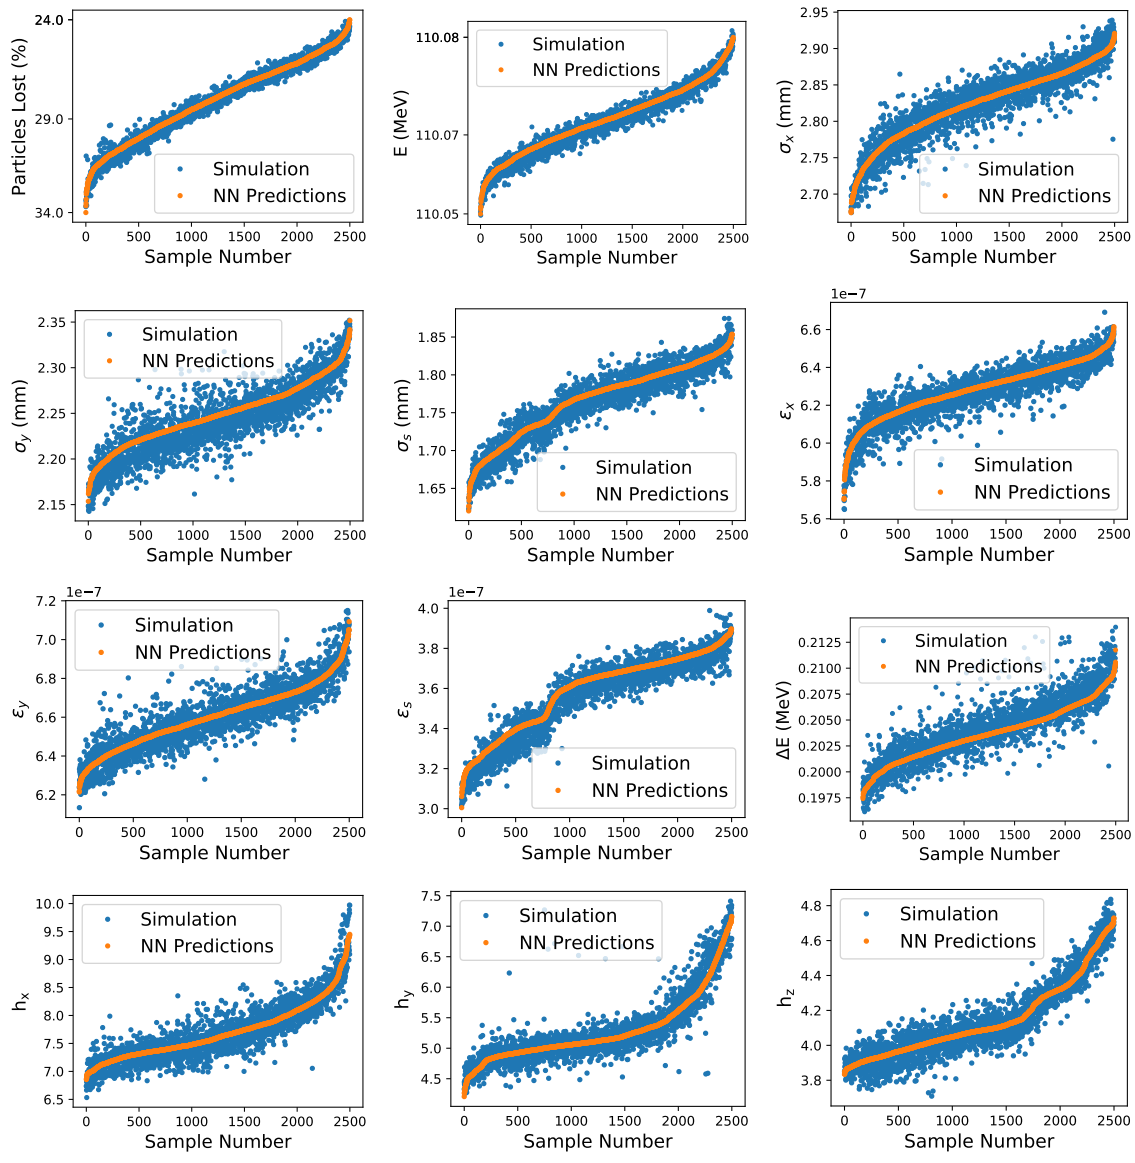 Particles Lost (%)
24.0
29.0
34.0
Simulation
NN Predictions
0 500 1000 1500 2000 2500
Sample Number
E (MeV)
110.08
110.07
110.05
Simulation
NN Predictions
0 500 1000 1500 2000 2500
Sample Number
σx (mm)
2.95
2.90
2.85
2.80
2.75
2.70
Simulation
NN Predictions
0 500 1000 1500 2000 2500
Sample Number
σy (mm)
2.35
2.30
2.25
2.20
2.15
Simulation
NN Predictions
0 500 1000 1500 2000 2500
Sample Number
σs (mm)
1.85
1.80
1.75
1.70
1.65
Simulation
NN Predictions
0 500 1000 1500 2000 2500
Sample Number
1e−7
εx
6.6
6.4
6.2
6.0
5.8
5.6
Simulation
NN Predictions
0 500 1000 1500 2000 2500
Sample Number
1e−7
εy
7.2
7.0
6.8
6.6
6.4
6.2
Simulation
NN Predictions
0 500 1000 1500 2000 2500
Sample Number
1e−7
εs
4.0
3.8
3.6
3.4
3.2
3.0
Simulation
NN Predictions
0 500 1000 1500 2000 2500
Sample Number
ΔE (MeV)
0.2125
0.2100
0.2075
0.2050
0.2025
0.2000
0.1975
Simulation
NN Predictions
0 500 1000 1500 2000 2500
Sample Number
hx
10.0
9.5
9.0
8.5
8.0
7.5
7.0
6.5
Simulation
NN Predictions
0 500 1000 1500 2000 2500
Sample Number
hy
7.5
7.0
6.5
6.0
5.5
5.0
4.5
Simulation
NN Predictions
0 500 1000 1500 2000 2500
Sample Number
hz
4.8
4.6
4.4
4.2
4.0
3.8
Simulation
NN Predictions
0 500 1000 1500 2000 2500
Sample Number